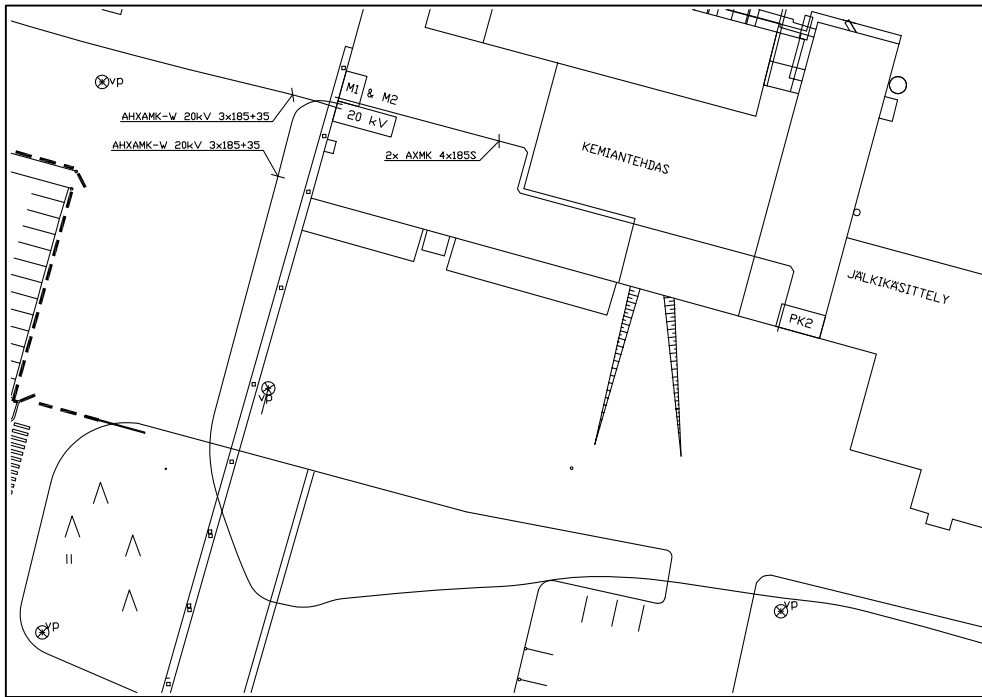 vp
M1 & M2
AHXAMK-W 20kV 3x185+35
20 kV
AHXAMK-W 20kV 3x185+35
2x AXMK 4x185S
KEMIANTEHDAS
JÄLKIKÄSITTELY
PK2
vp
vp
vp